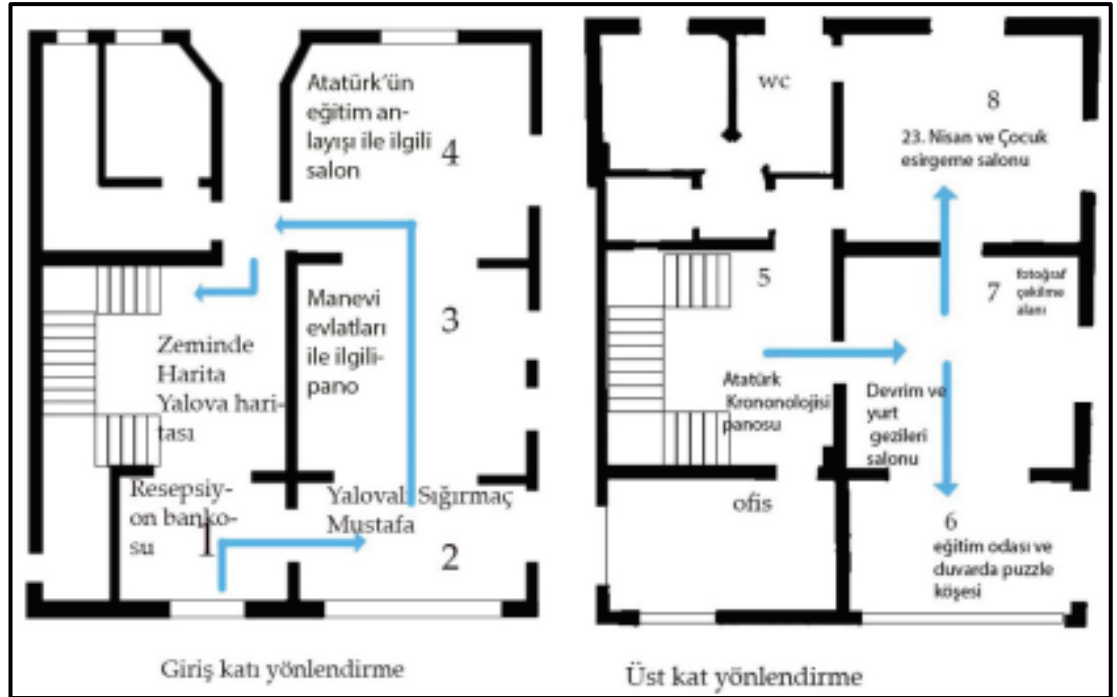 Atatürk'ün
eğitim an-
layışı ile ilgili
salon
4
Manevi
evlatları
ile ilgili-
pano
3
Zeminde
Harita
Yalova hari-
tası
Resepsiy-
on banko-
su
1
Yalovalı Sığırmaç
Mustafa
2
Giriş katı yönlendirme
wc
8
23. Nisan ve Çocuk
esirgeme salonu
5
7
fotoğraf
çekilme
alanı
Atatürk
Krononolojisi
panosu
Devrim ve
yurt
gezileri
salonu
ofis
6
eğitim odası ve
duvarda puzzle
köşesi
Üst kat yönlendirme